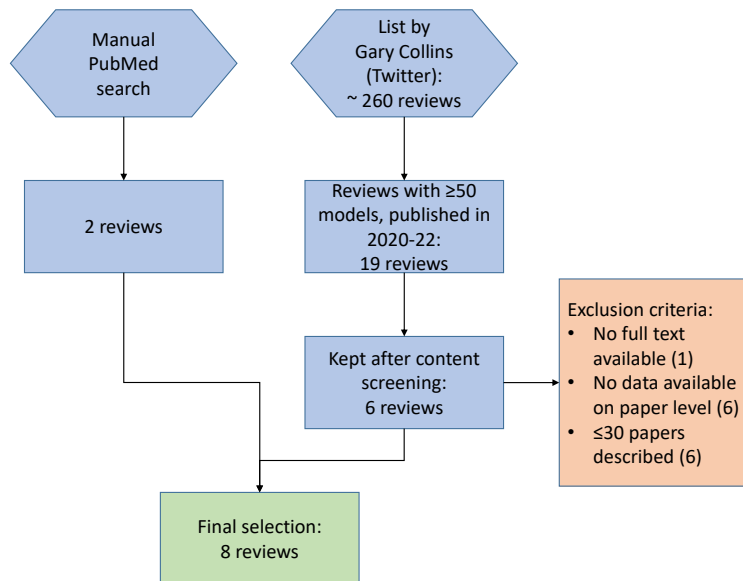 Manual
PubMed
search
List by
Gary Collins
(Twitter):
~ 260 reviews
2 reviews
Reviews with ≥50
models, published in
2020-22:
19 reviews
Kept after content
screening:
6 reviews
Exclusion criteria:
• No full text
available (1)
• No data available
on paper level (6)
• ≤30 papers
described (6)
Final selection:
8 reviews